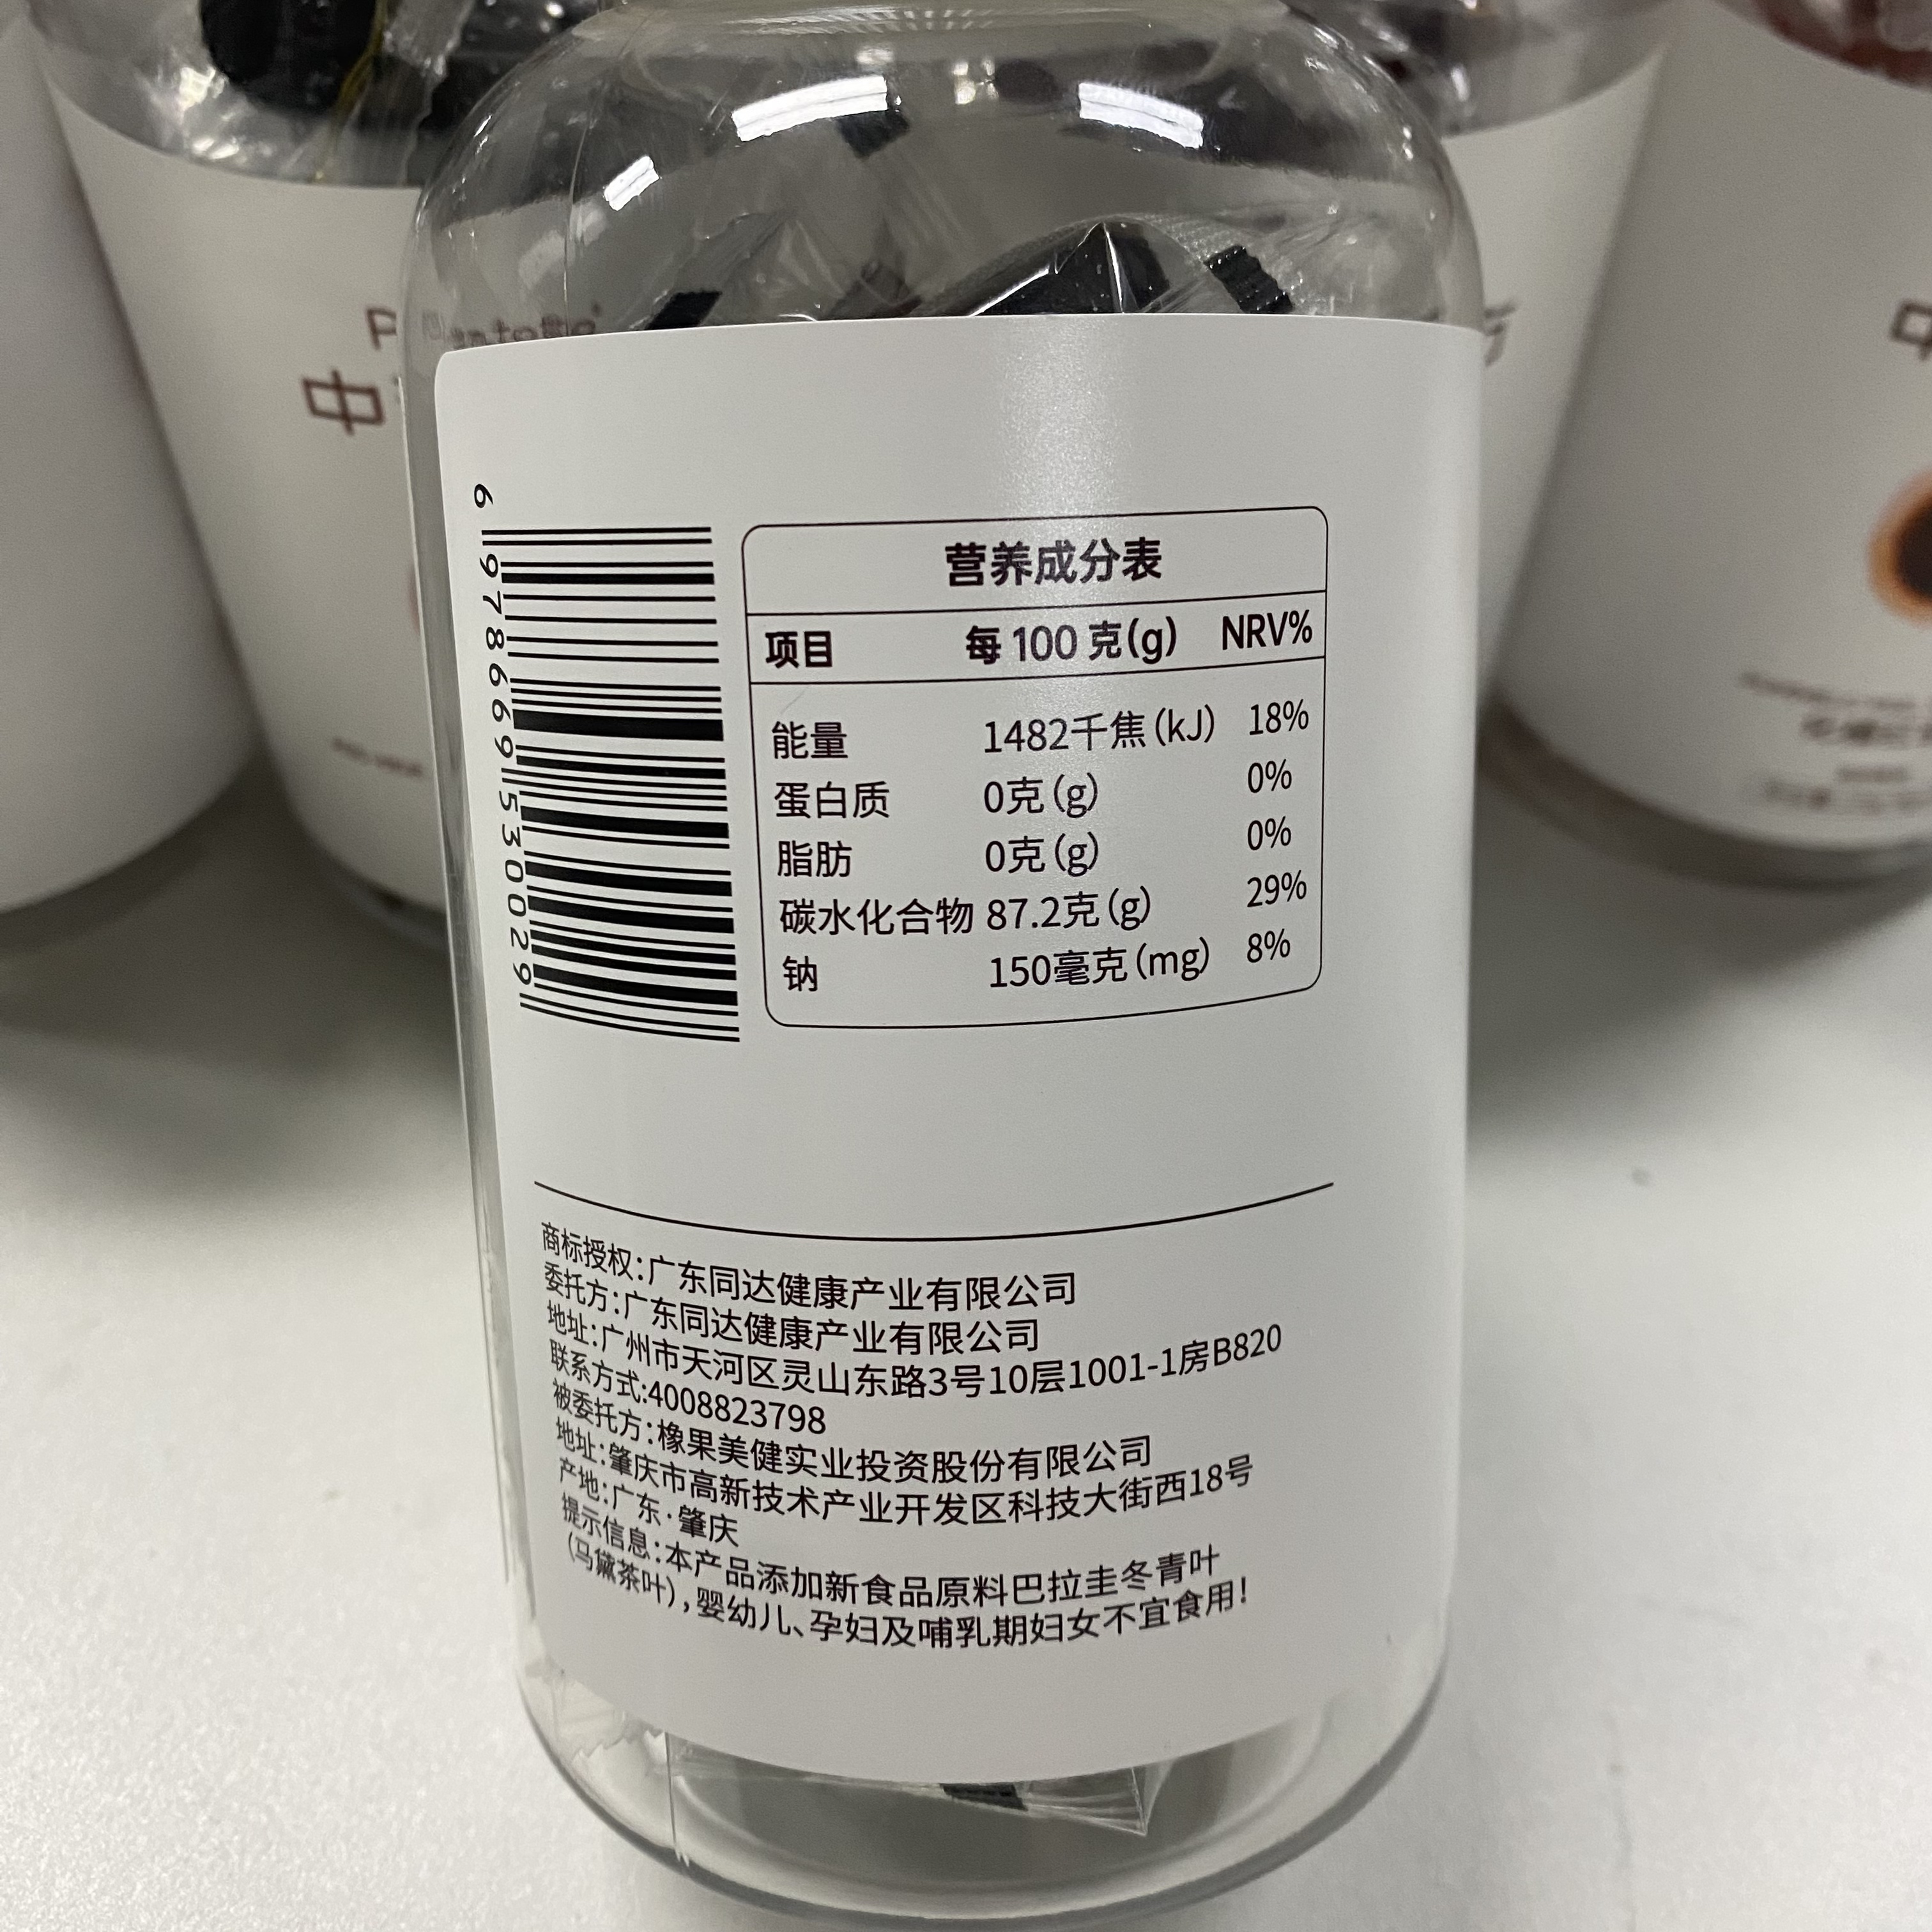 中
6 978669 530029
营养成分表
项目 每 100 克(g) NRV%
能量 1482千焦(kJ) 18%
蛋白质 0克(g) 0%
脂肪 0克(g) 0%
碳水化合物 87.2克(g) 29%
钠 150毫克(mg) 8%
商标授权:广东同达健康产业有限公司
委托方:广东同达健康产业有限公司
地址:广州市天河区灵山东路3号10层1001-1房B820
联系方式:4008823798
被委托方:橡果美健实业投资股份有限公司
地址:肇庆市高新技术产业开发区科技大街西18号
产地:广东·肇庆
提示信息:本产品添加新食品原料巴拉圭冬青叶
(马黛茶叶),婴幼儿、孕妇及哺乳期妇女不宜食用!